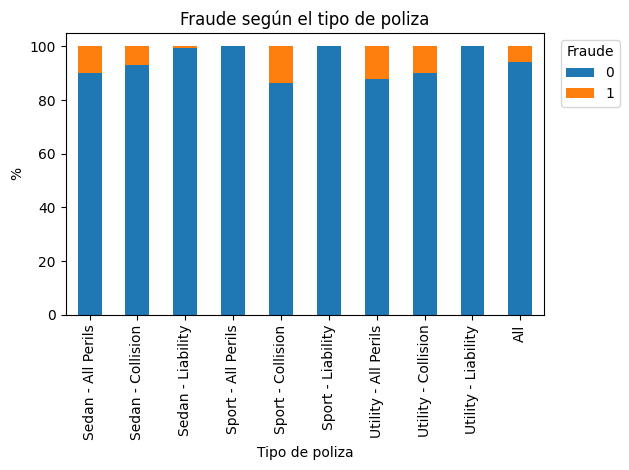 Fraude según el tipo de poliza
Fraude
0
1
%
100
80
60
40
20
0
Sedan - All Perils
Sedan - Collision
Sedan - Liability
Sport - All Perils
Sport - Collision
Sport - Liability
Utility - All Perils
Utility - Collision
Utility - Liability
All
Tipo de poliza